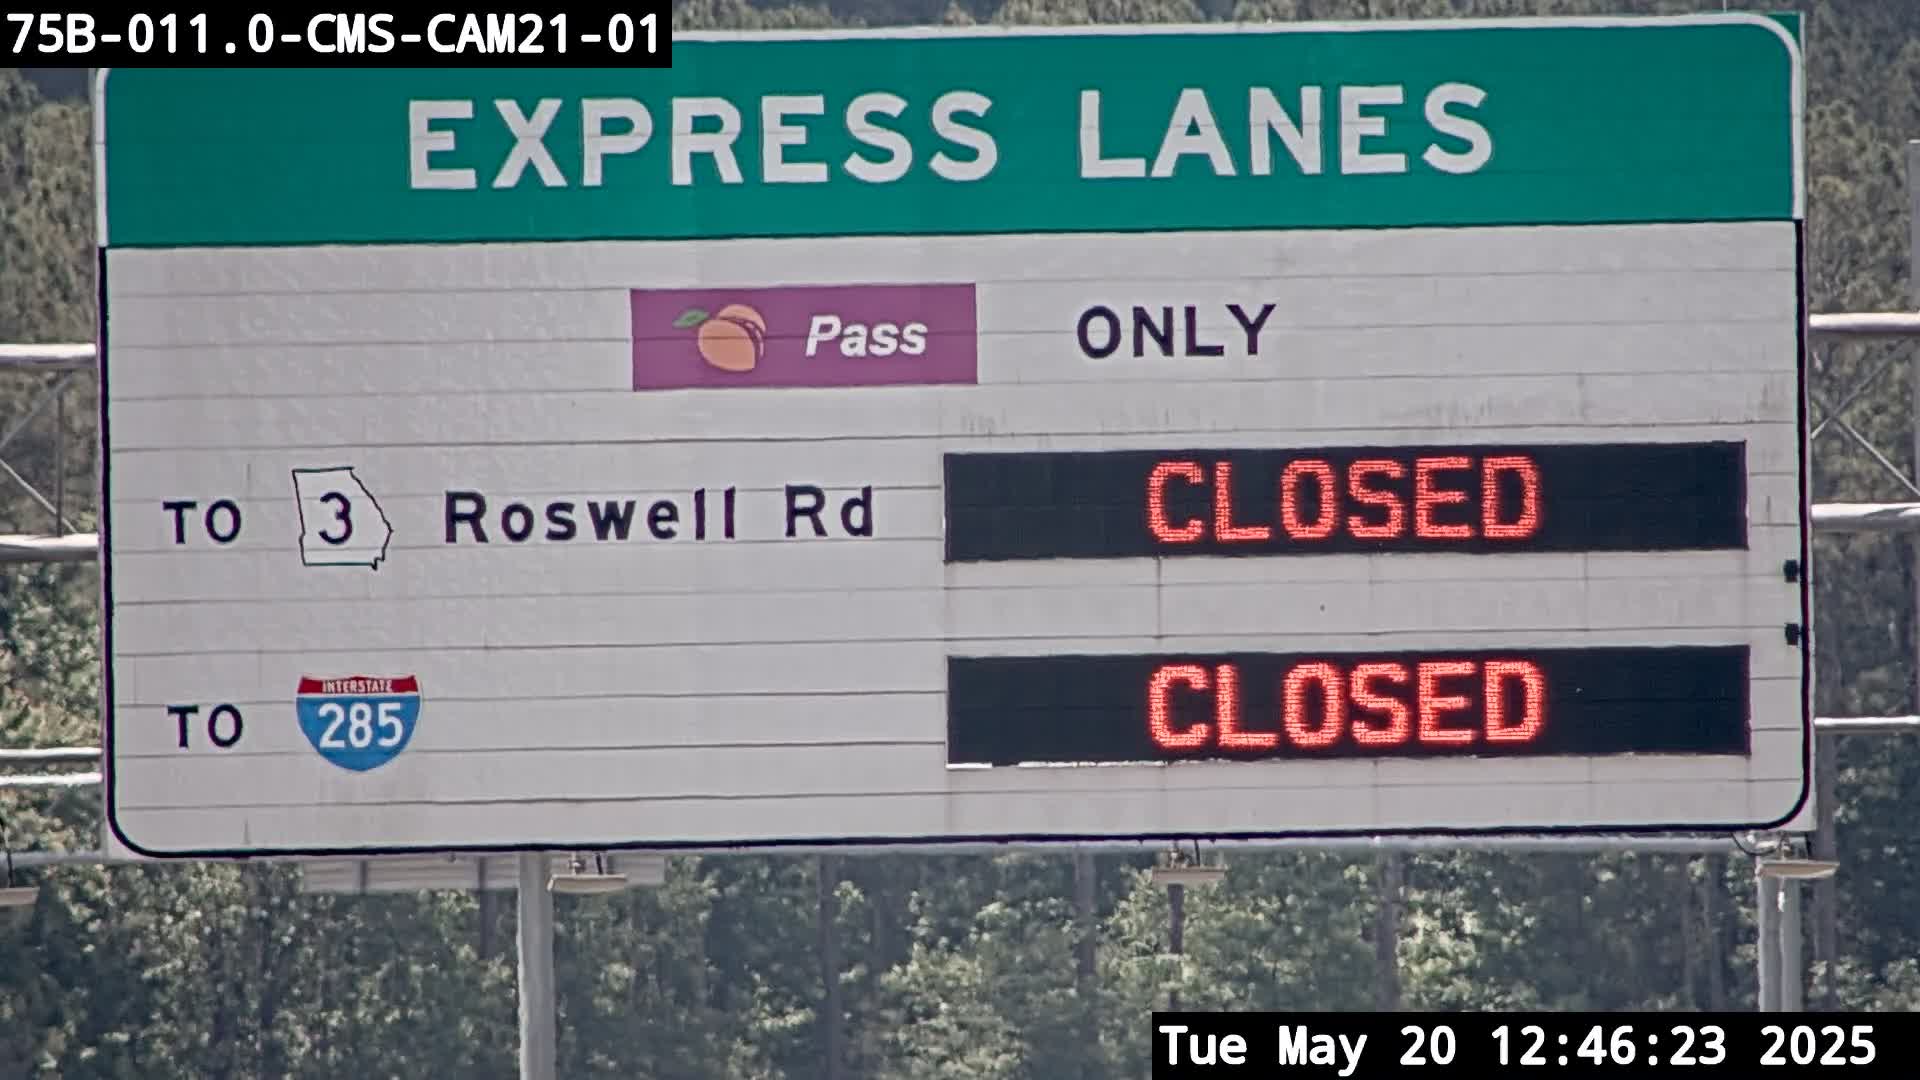 75B-011.0-CMS-CAM21-01
EXPRESS LANES
Pass ONLY
TO 3 Roswell Rd CLOSED
INTERSTATE
TO 285 CLOSED
Tue May 20 12:46:23 2025